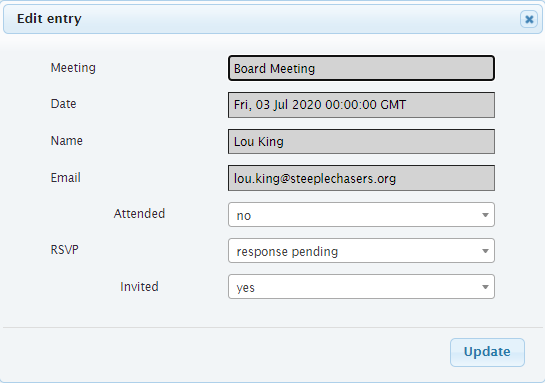 Edit entry
Meeting Board Meeting
Date Fri, 03 Jul 2020 00:00:00 GMT
Name Lou King
Email lou.king@steeplechasers.org
Attended no
RSVP response pending
Invited yes
Update